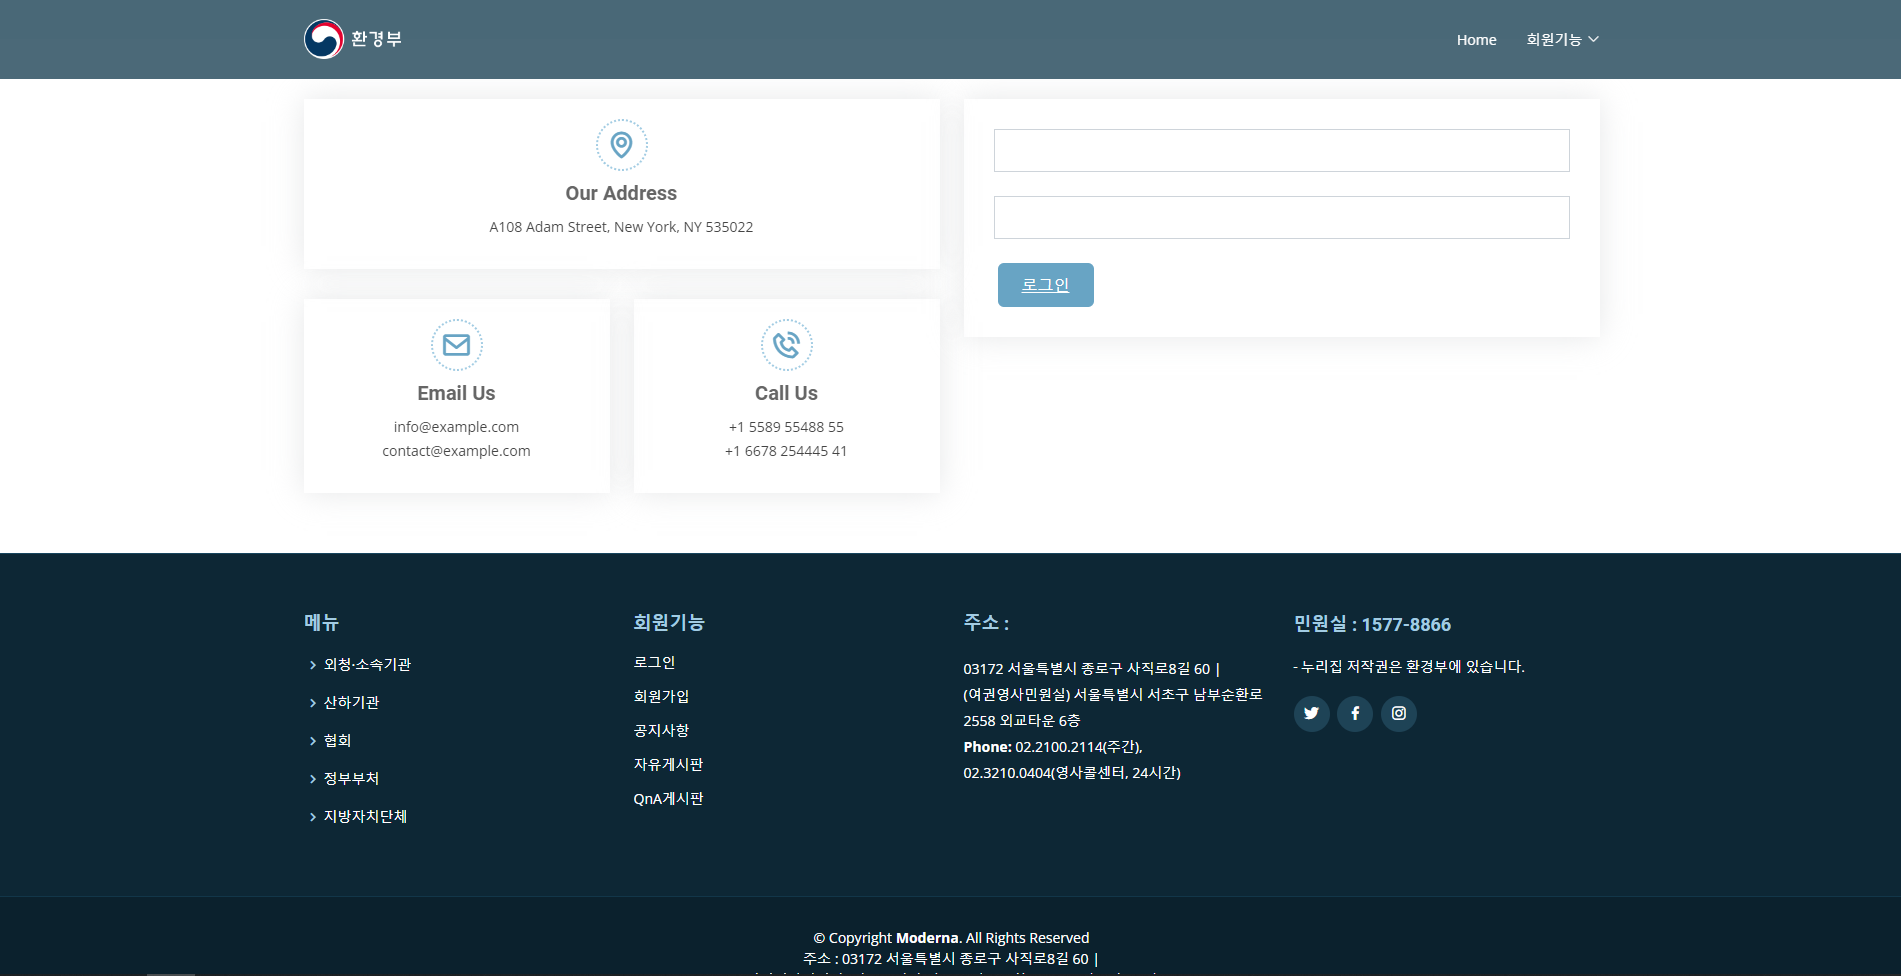 환경부
Home
회원기능
Our Address
A108 Adam Street, New York, NY 535022
로그인
Email Us
info@example.com
contact@example.com
Call Us
+1 5589 55488 55
+1 6678 254445 41
메뉴
외청·소속기관
산하기관
협회
정부부처
지방자치단체
회원기능
로그인
회원가입
공지사항
자유게시판
QnA게시판
주소 :
03172 서울특별시 종로구 사직로8길 60 |
(여권영사민원실) 서울특별시 서초구 남부순환로
2558 외교타운 6층
Phone: 02.2100.2114(주간),
02.3210.0404(영사콜센터, 24시간)
민원실 : 1577-8866
- 누리집 저작권은 환경부에 있습니다.
© Copyright Moderna. All Rights Reserved
주소 : 03172 서울특별시 종로구 사직로8길 60 |